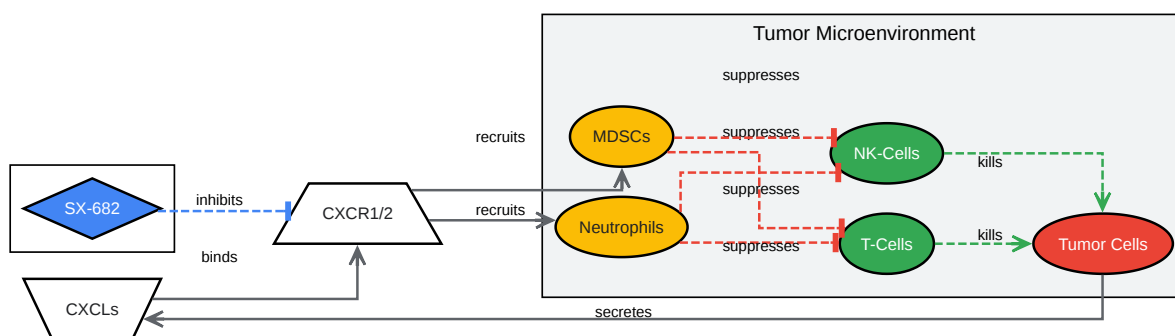 Tumor Microenvironment
suppresses
recruits
MDSCs
suppresses
NK-Cells
kills
SX-682
inhibits
CXCR1/2
recruits
Neutrophils
suppresses
suppresses
T-Cells
kills
Tumor Cells
binds
CXCLs
secretes